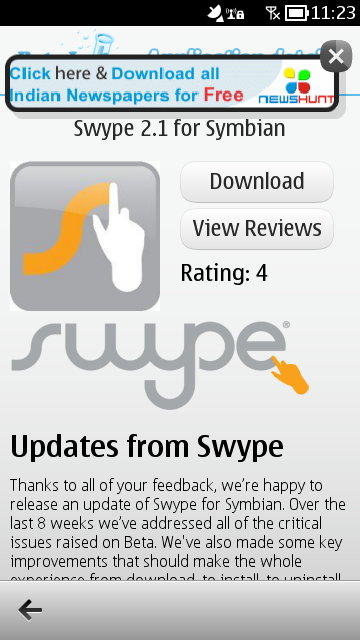 11:23
Click here & Download all
Indian Newspapers for Free
NEWSHUNT
Swype 2.1 for Symbian
Download
View Reviews
Rating: 4
swype®
Updates from Swype
Thanks to all of your feedback, we're happy to
release an update of Swype for Symbian. Over the
last 8 weeks we've addressed all of the critical
issues raised on Beta. We've also made some key
improvements that should make the whole
experience from download, to install, to uninstall